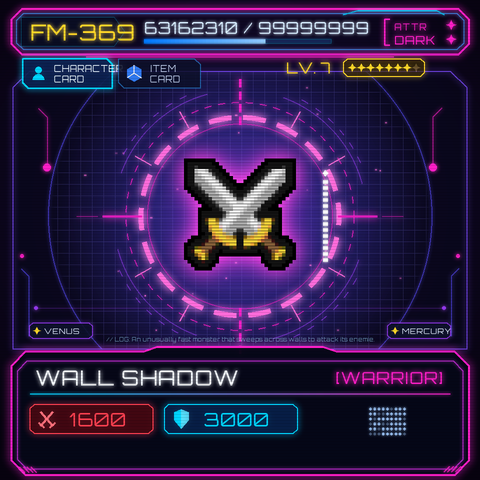 FM-369
63162310 / 99999999
ATTR
DARK
CHARACTER
CARD
ITEM
CARD
LV.7
VENUS
MERCURY
// LOG: An unusually fast monster that sweeps across walls to attack its enemie
WALL SHADOW
[WARRIOR]
1600
3000